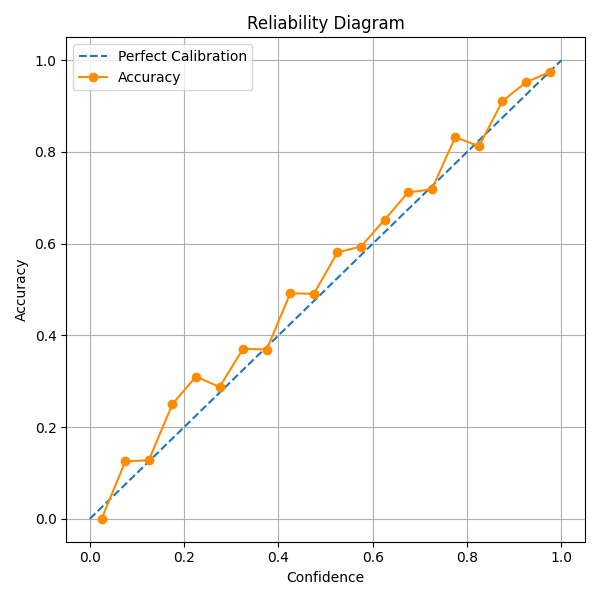 Reliability Diagram
Perfect Calibration
Accuracy
1.0
0.8
0.6
0.4
0.2
0.0
Accuracy
0.0 0.2 0.4 0.6 0.8 1.0
Confidence